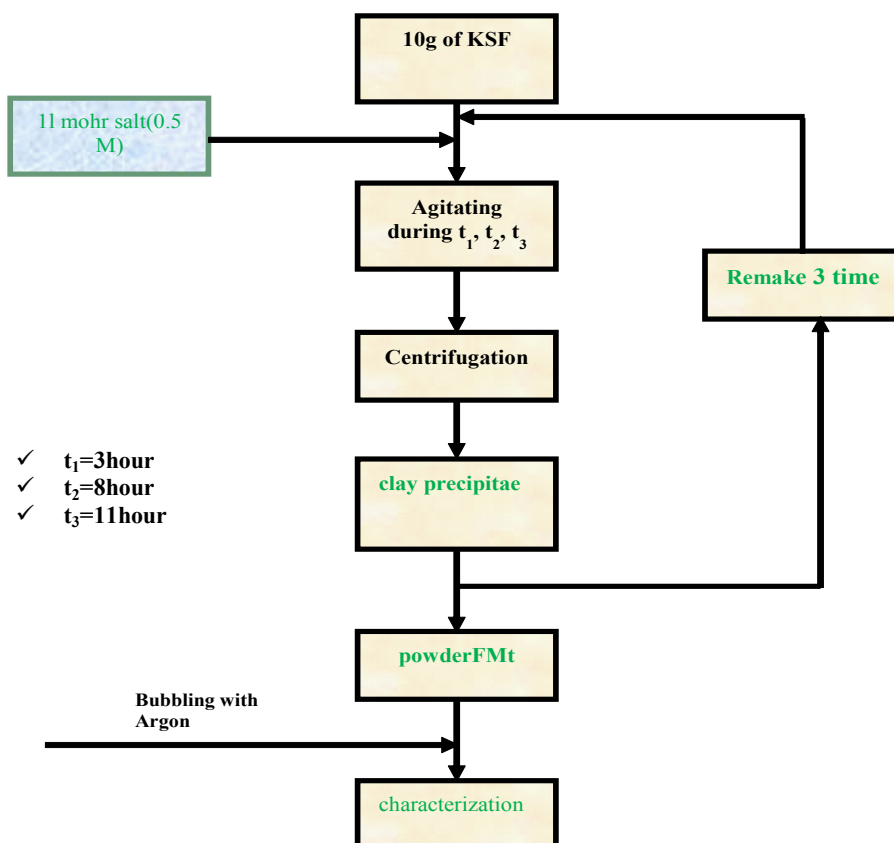 10g of KSF
1l mohr salt(0.5
M)
Agitating
during t1, t2, t3
Remake 3 time
Centrifugation
✓ t1=3hour
✓ t2=8hour
✓ t3=11hour
clay precipitae
powderFMt
Bubbling with
Argon
characterization